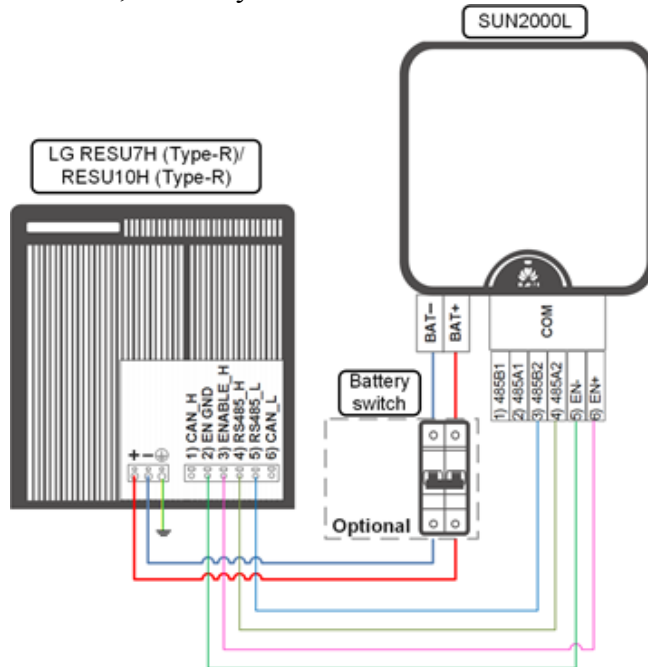 SUN2000L
LG RESU7H (Type-R)/
RESU10H (Type-R)
BAT−
BAT+
COM
1) 485B1
2) 485A1
3) 485B2
4) 485A2
5) EN-
6) EN+
Battery
switch
Optional
+
−
1) CAN_H
2) EN GND
3) ENABLE_H
4) RS485_H
5) RS485_L
6) CAN_L